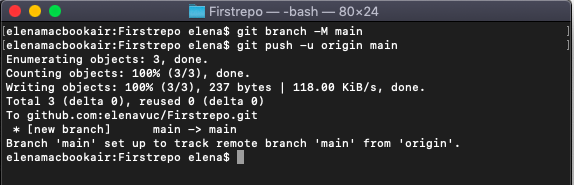 Firstrepo — -bash — 80×24
[elenamacbookair:Firstrepo elena$ git branch -M main ]
[elenamacbookair:Firstrepo elena$ git push -u origin main ]
Enumerating objects: 3, done.
Counting objects: 100% (3/3), done.
Writing objects: 100% (3/3), 237 bytes | 118.00 KiB/s, done.
Total 3 (delta 0), reused 0 (delta 0)
To github.com:elenavuc/Firstrepo.git
 * [new branch]      main -> main
Branch 'main' set up to track remote branch 'main' from 'origin'.
elenamacbookair:Firstrepo elena$